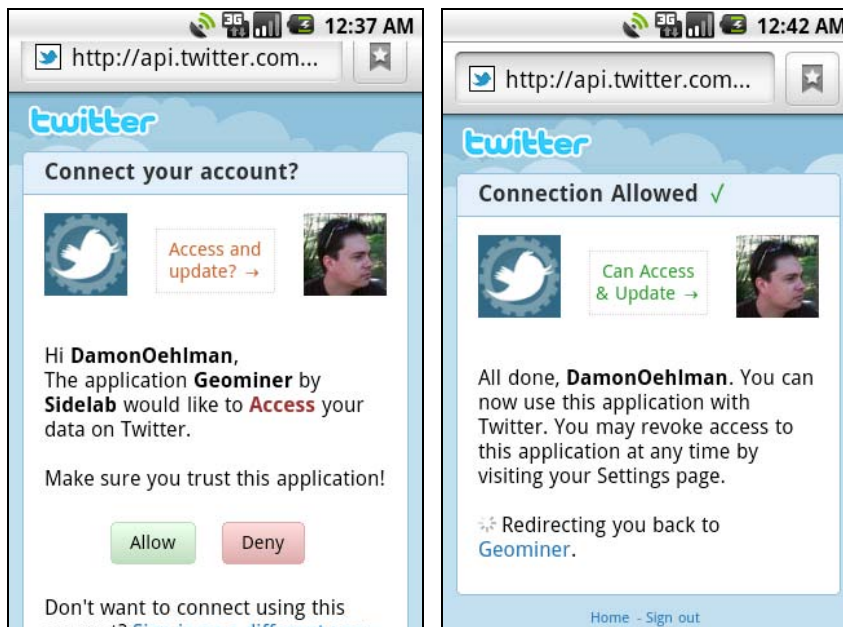 3G 12:37 AM
http://api.twitter.com...
twitter
Connect your account?
Access and
update? →
Hi DamonOehlman,
The application Geominer by
Sidelab would like to Access your
data on Twitter.
Make sure you trust this application!
Allow Deny
Don't want to connect using this
3G 12:42 AM
http://api.twitter.com...
twitter
Connection Allowed ✓
Can Access
& Update →
All done, DamonOehlman. You can
now use this application with
Twitter. You may revoke access to
this application at any time by
visiting your Settings page.
Redirecting you back to
Geominer.
Home - Sign out